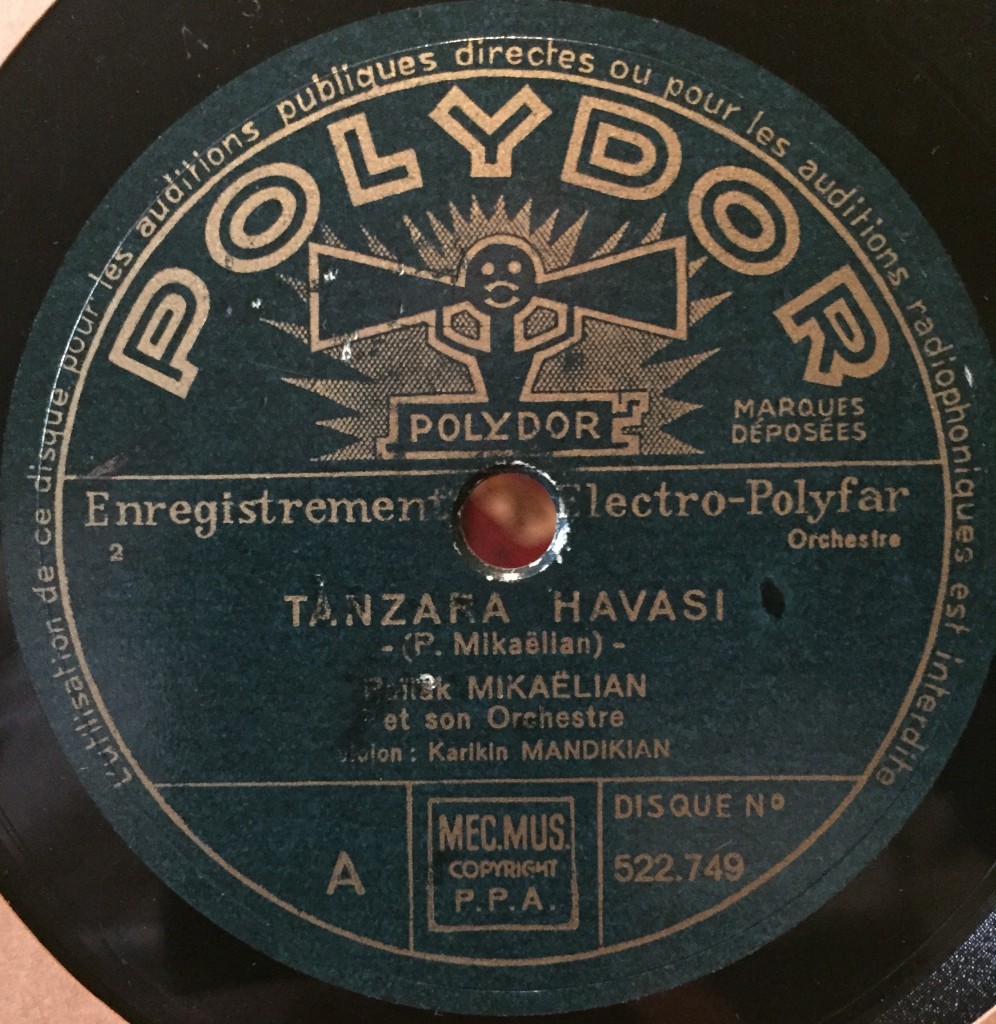 L'utilisation de ce disque pour les auditions publiques directes ou pour les auditions radiophoniques est interdite
POLYDOR
POLYDOR
MARQUES
DÉPOSÉES
Enregistrement Electro-Polyfar
2
Orchestre
TANZARA HAVASI
- (P. Mikaëlian) -
MIKAËLIAN
et son Orchestre
violon : Karikin MANDIKIAN
A
MEC.MUS.
COPYRIGHT
P.P.A.
DISQUE Nº
522.749